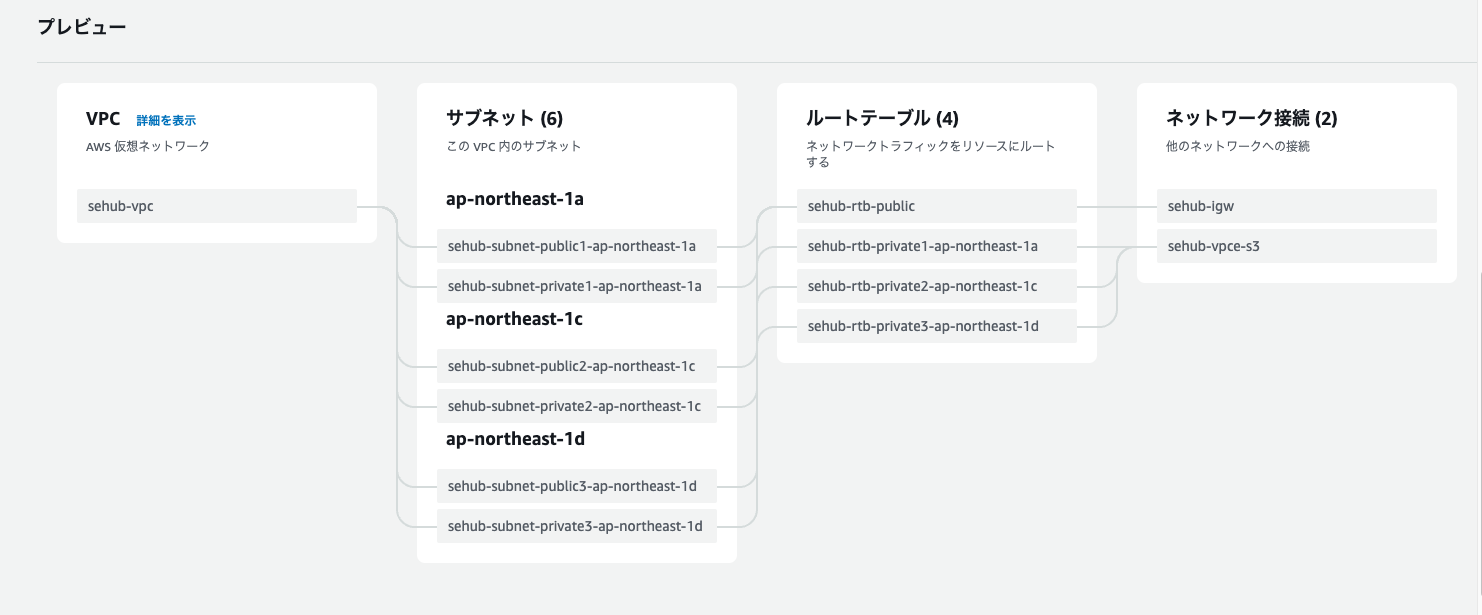 プレビュー
VPC 詳細を表示
AWS 仮想ネットワーク
sehub-vpc
サブネット (6)
この VPC 内のサブネット
ap-northeast-1a
sehub-subnet-public1-ap-northeast-1a
sehub-subnet-private1-ap-northeast-1a
ap-northeast-1c
sehub-subnet-public2-ap-northeast-1c
sehub-subnet-private2-ap-northeast-1c
ap-northeast-1d
sehub-subnet-public3-ap-northeast-1d
sehub-subnet-private3-ap-northeast-1d
ルートテーブル (4)
ネットワークトラフィックをリソースにルート
する
sehub-rtb-public
sehub-rtb-private1-ap-northeast-1a
sehub-rtb-private2-ap-northeast-1c
sehub-rtb-private3-ap-northeast-1d
ネットワーク接続 (2)
他のネットワークへの接続
sehub-igw
sehub-vpce-s3